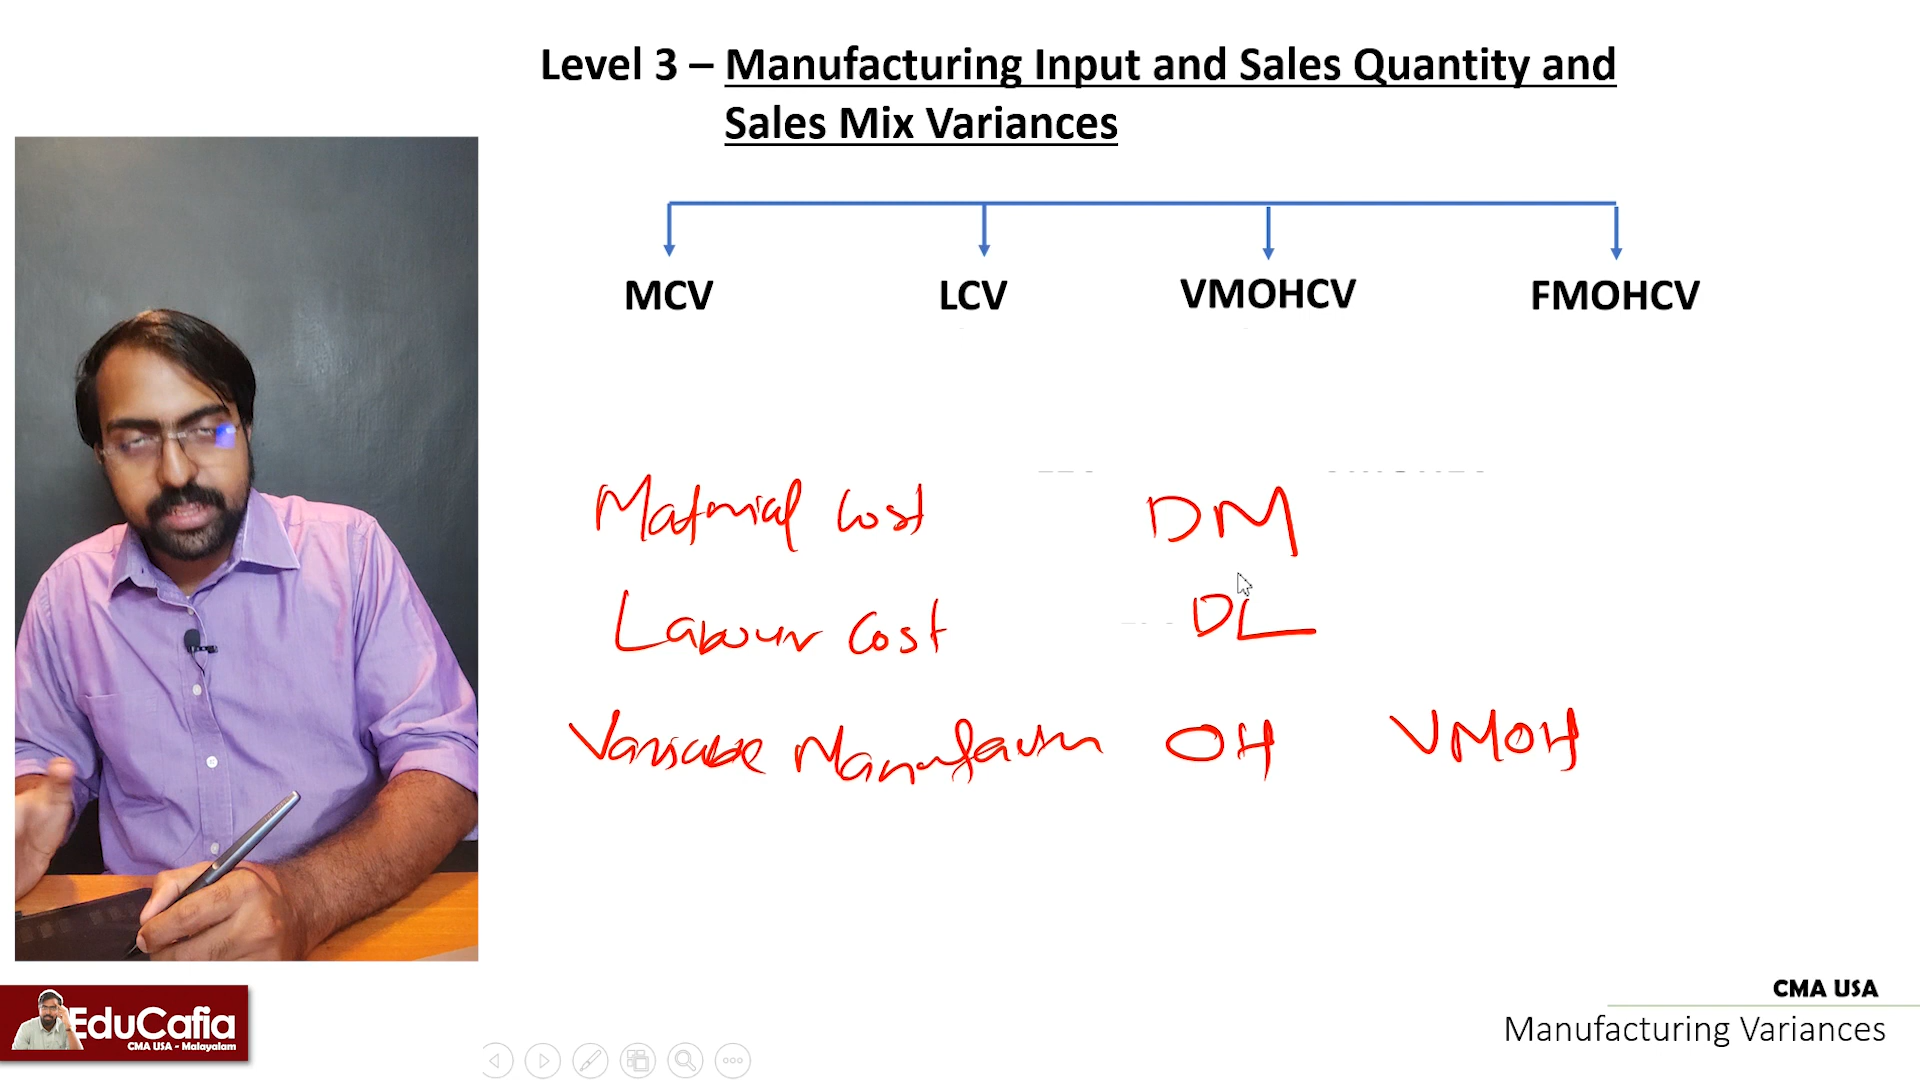 Level 3 – Manufacturing Input and Sales Quantity and
Sales Mix Variances
MCV LCV VMOHCV FMOHCV
Material Cost DM
Labour Cost DL
Variable OH VMOH
EduCafia
CMA USA - Malayalam
CMA USA
Manufacturing Variances